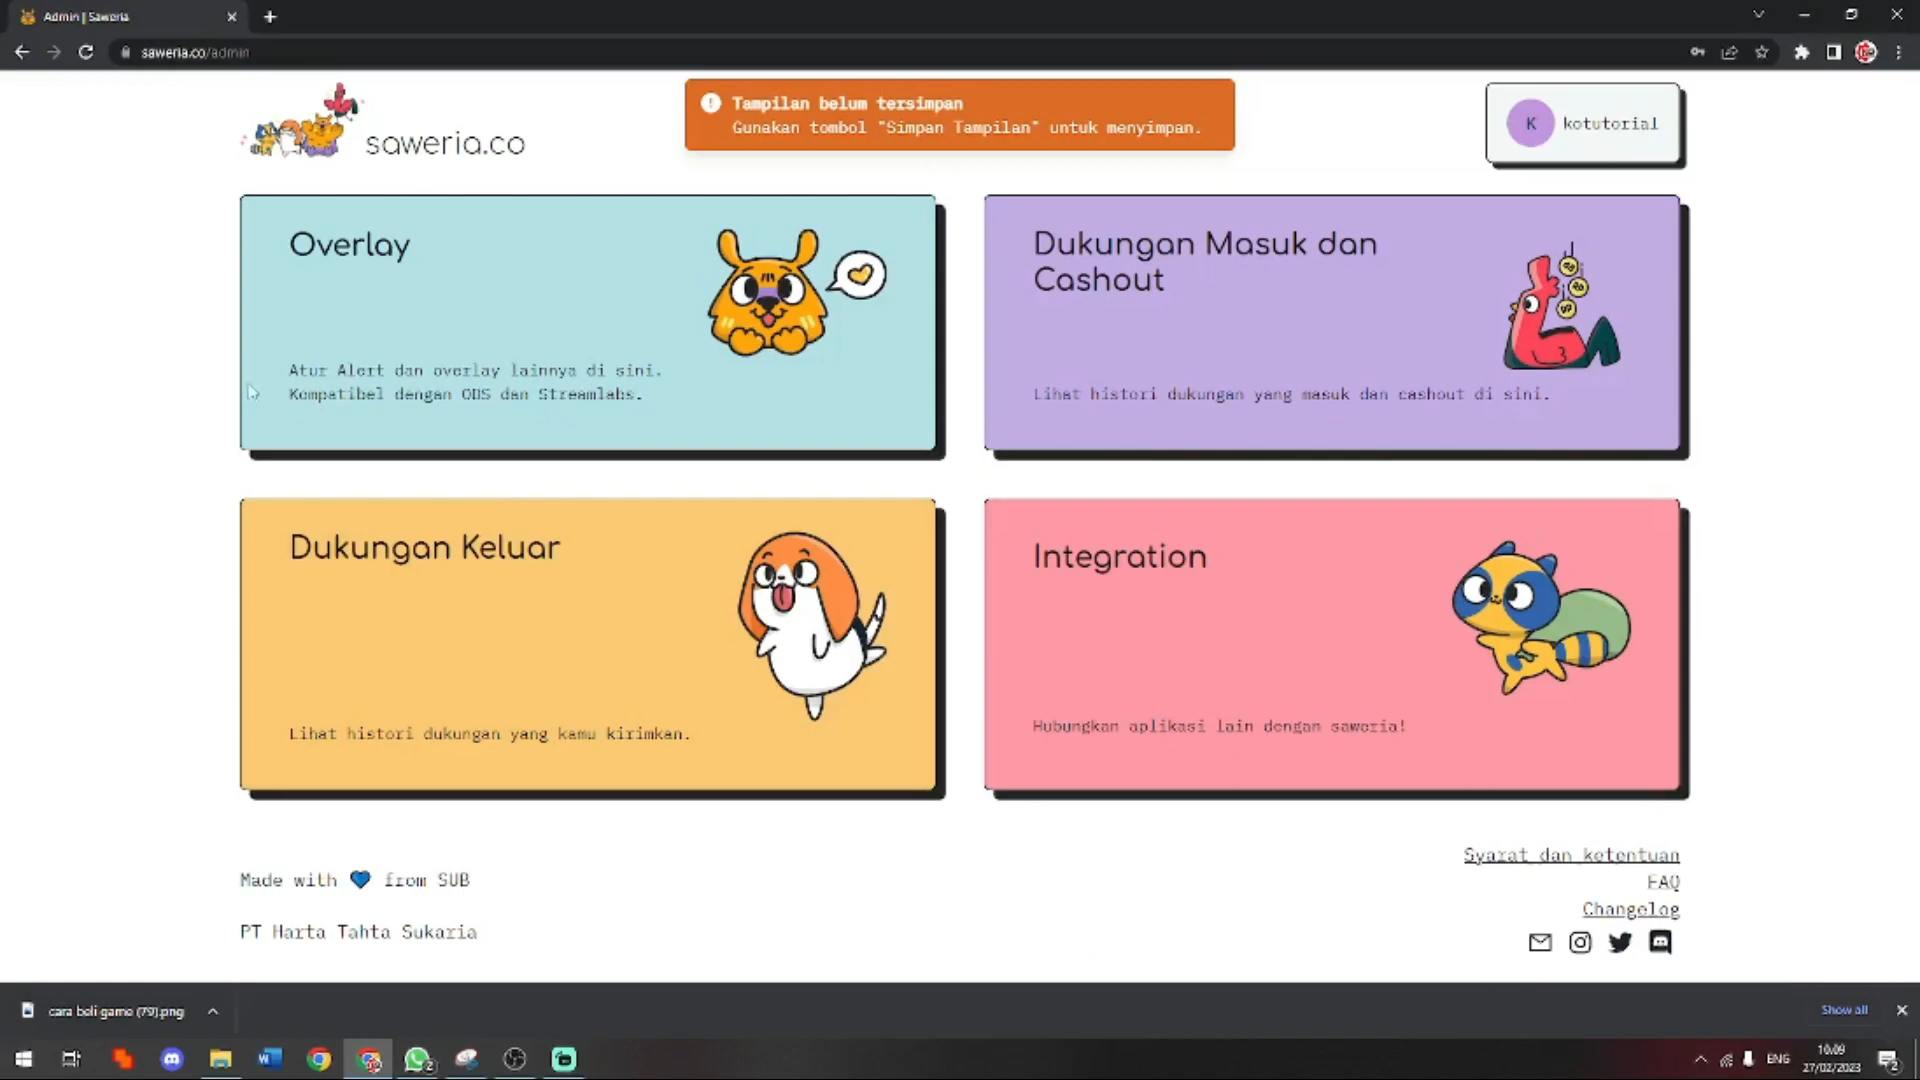 Admin | Saweria
saweria.co/admin
saweria.co
Tampilan belum tersimpan
Gunakan tombol "Simpan Tampilan" untuk menyimpan.
K kotutorial
Overlay
Atur Alert dan overlay lainnya di sini.
Kompatibel dengan OBS dan Streamlabs.
Dukungan Masuk dan
Cashout
Lihat histori dukungan yang masuk dan cashout di sini.
Dukungan Keluar
Lihat histori dukungan yang kamu kirimkan.
Integration
Hubungkan aplikasi lain dengan saweria!
Made with 💙 from SUB
PT Harta Tahta Sukaria
Syarat dan ketentuan
FAQ
Changelog
cara beli game (79).png
Show all
ENG
10.09
27/02/2023
2
2